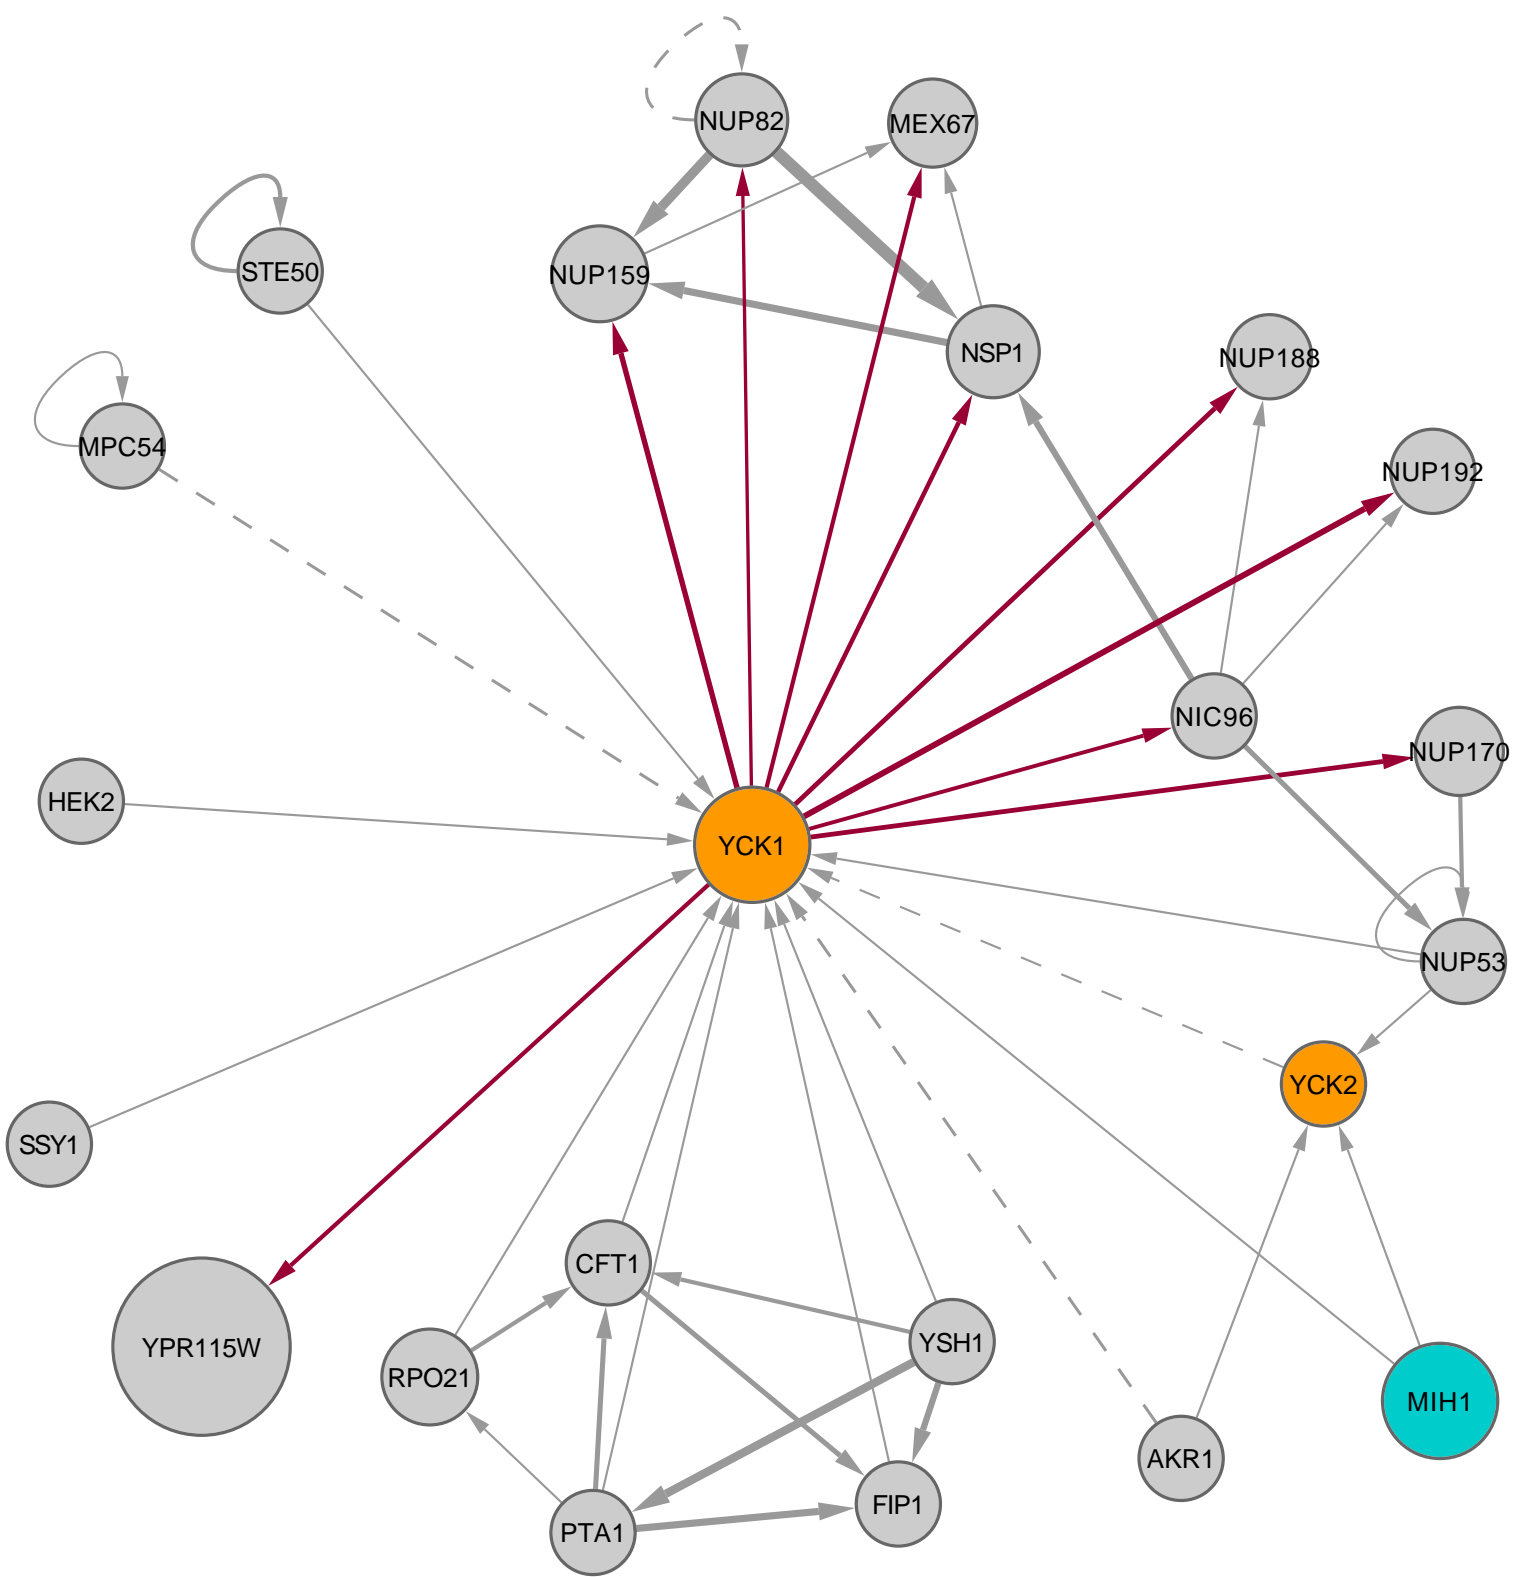 NUP82
MEX67
STE50
NUP159
NSP1
NUP188
MPC54
NUP192
NIC96
NUP170
HEK2
YCK1
NUP53
YCK2
SSY1
CFT1
YSH1
YPR115W
RPO21
MIH1
AKR1
FIP1
PTA1